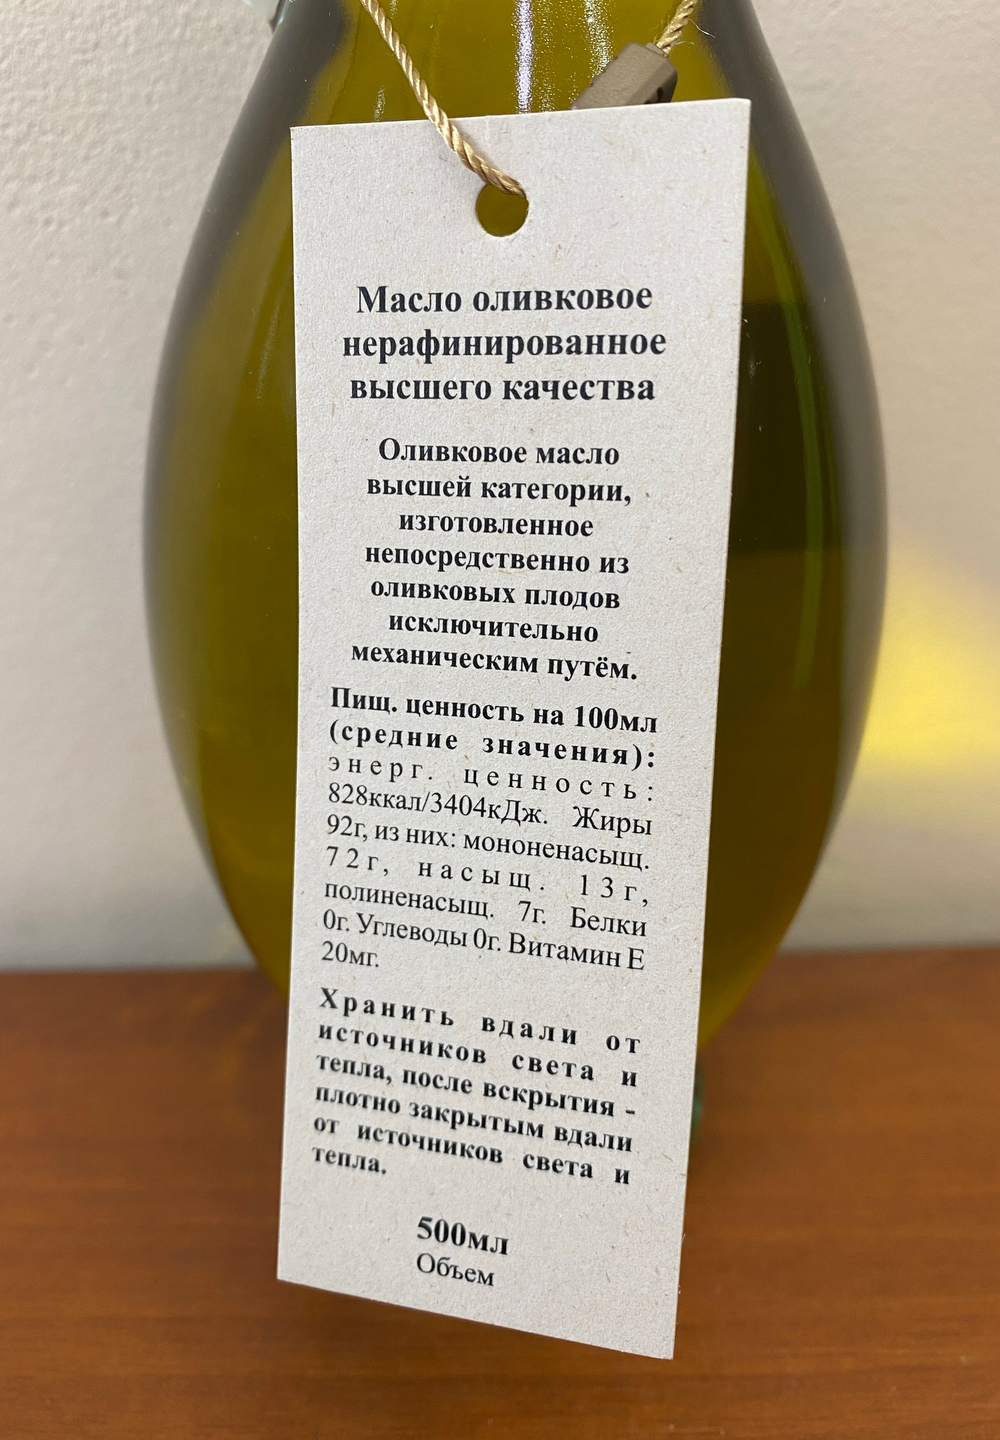 Масло оливковое
нерафинированное
высшего качества
Оливковое масло
высшей категории,
изготовленное
непосредственно из
оливковых плодов
исключительно
механическим путём.
Пищ. ценность на 100мл
(средние значения):
энерг. ценность:
828ккал/3404кДж. Жиры
92г, из них: мононенасыщ.
72г, насыщ. 13г,
полиненасыщ. 7г. Белки
0г. Углеводы 0г. Витамин Е
20мг.
Хранить вдали от
источников света и
тепла, после вскрытия -
плотно закрытым вдали
от источников света и
тепла.
500мл
Объем